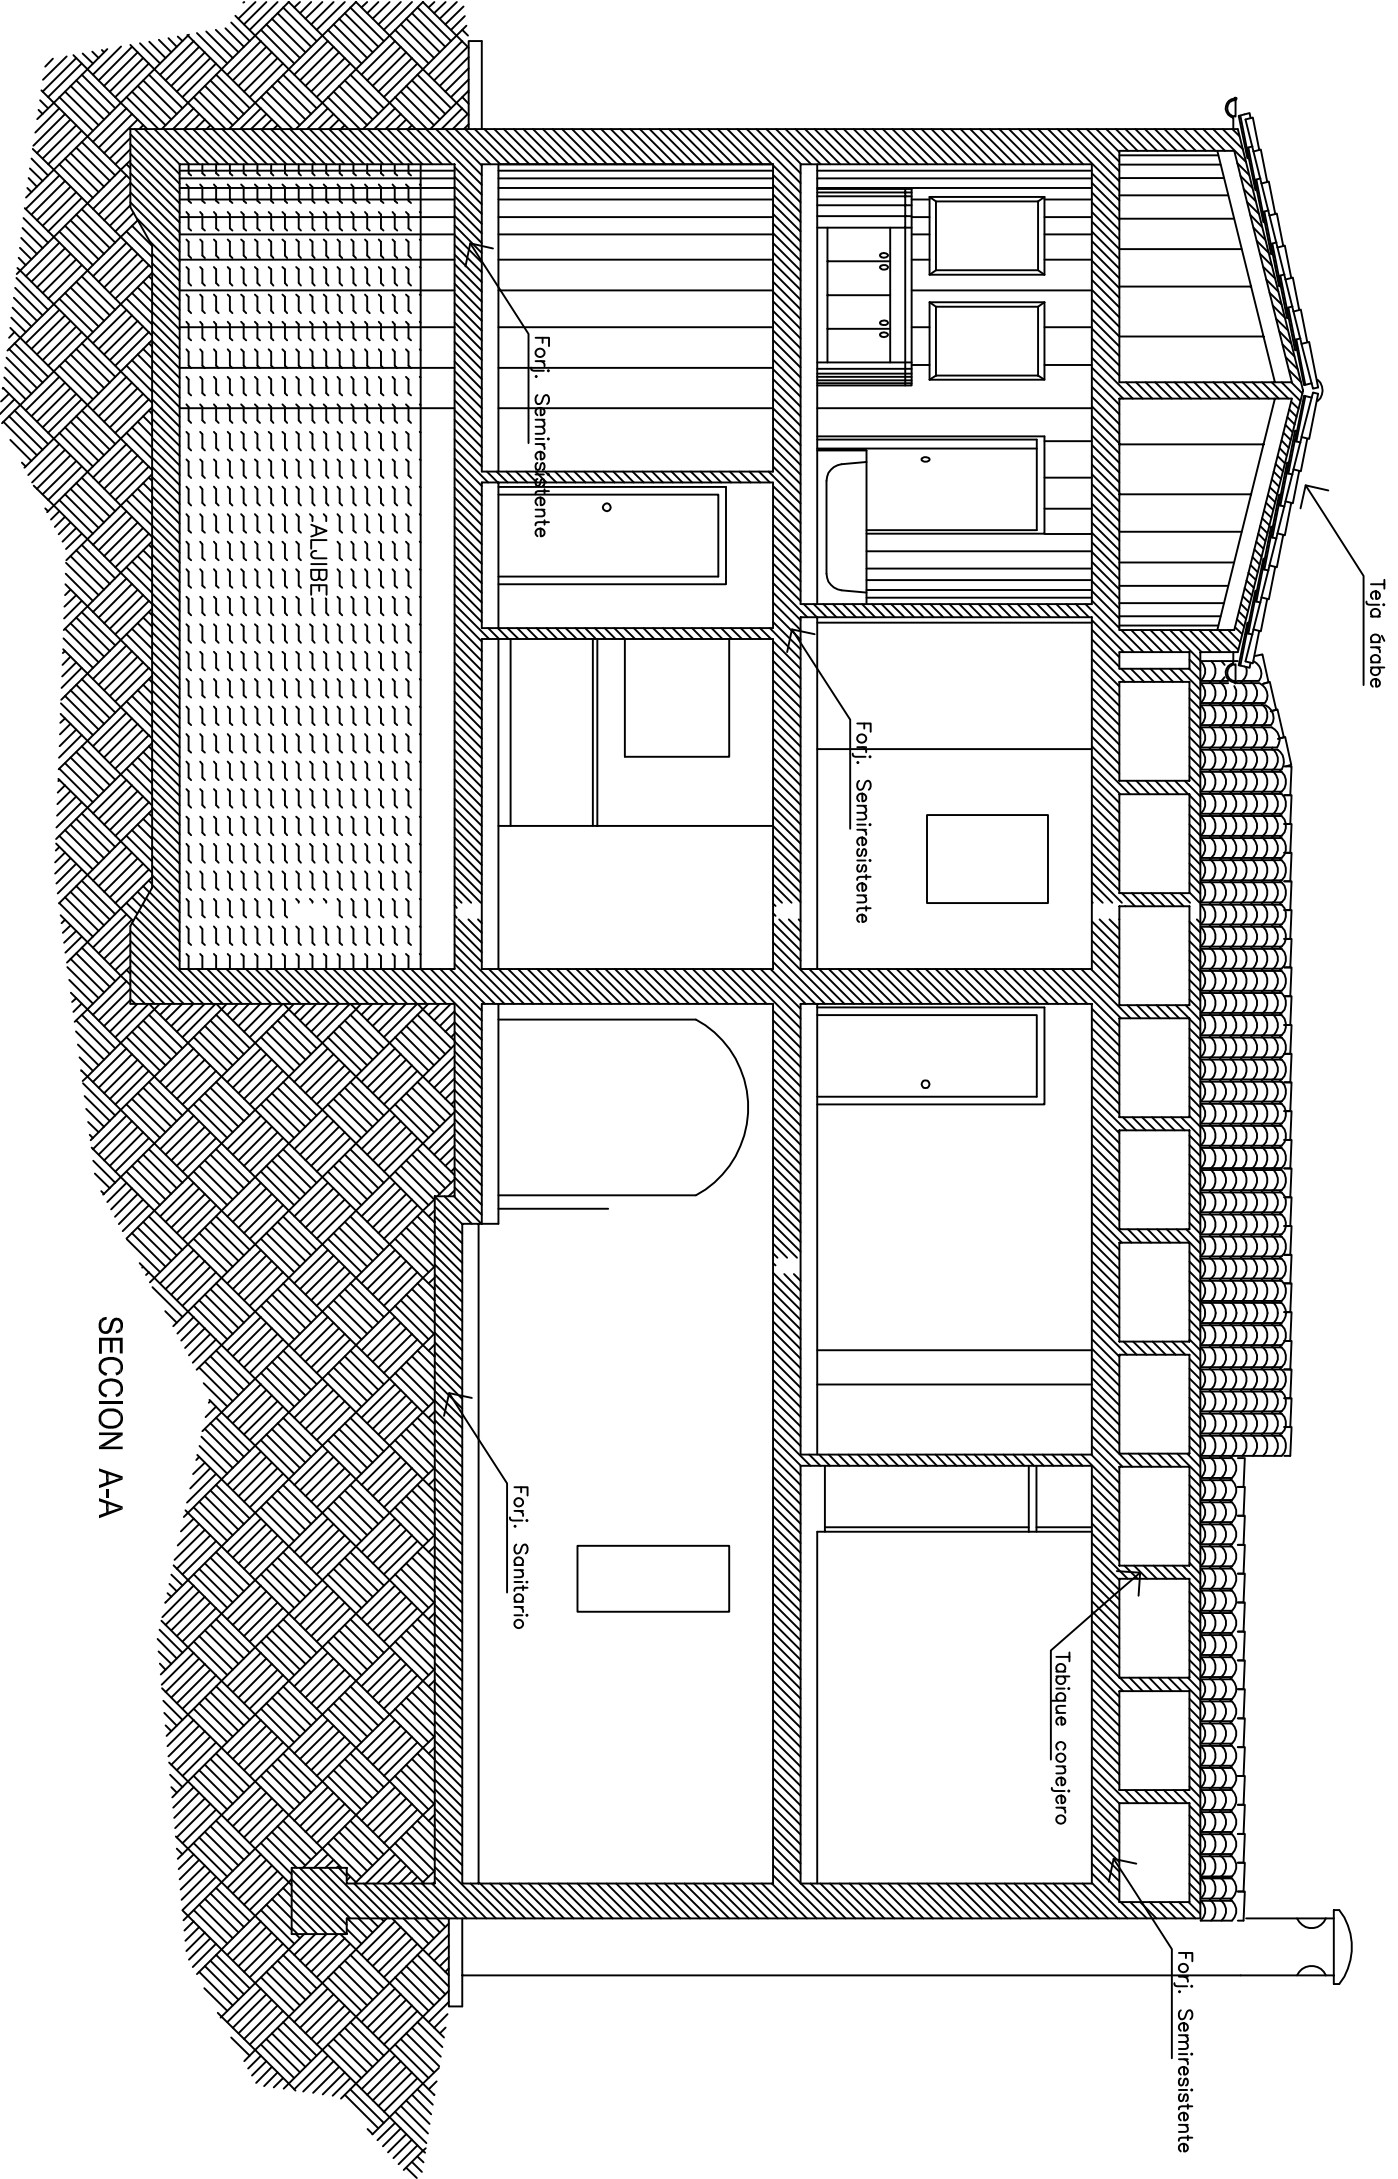 Teja árabe
Forj. Semiresistente
Tabique conejero
Forj. Semiresistente
Forj. Semiresistente
Forj. Sanitario
ALJIBE
SECCION A-A